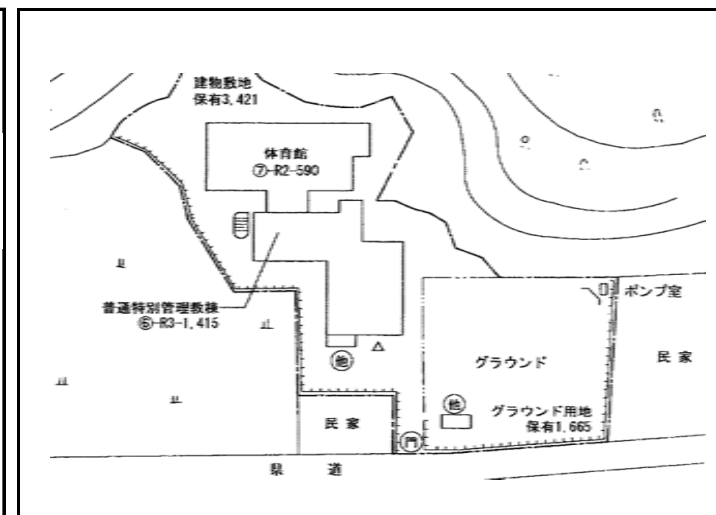 建物敷地
保有3,421
体育館
⑦-R2-590
普通特別管理教棟
⑥-R3-1,415
ポンプ室
民家
グラウンド
他
他
グラウンド用地
保有1,665
民家
門
県道